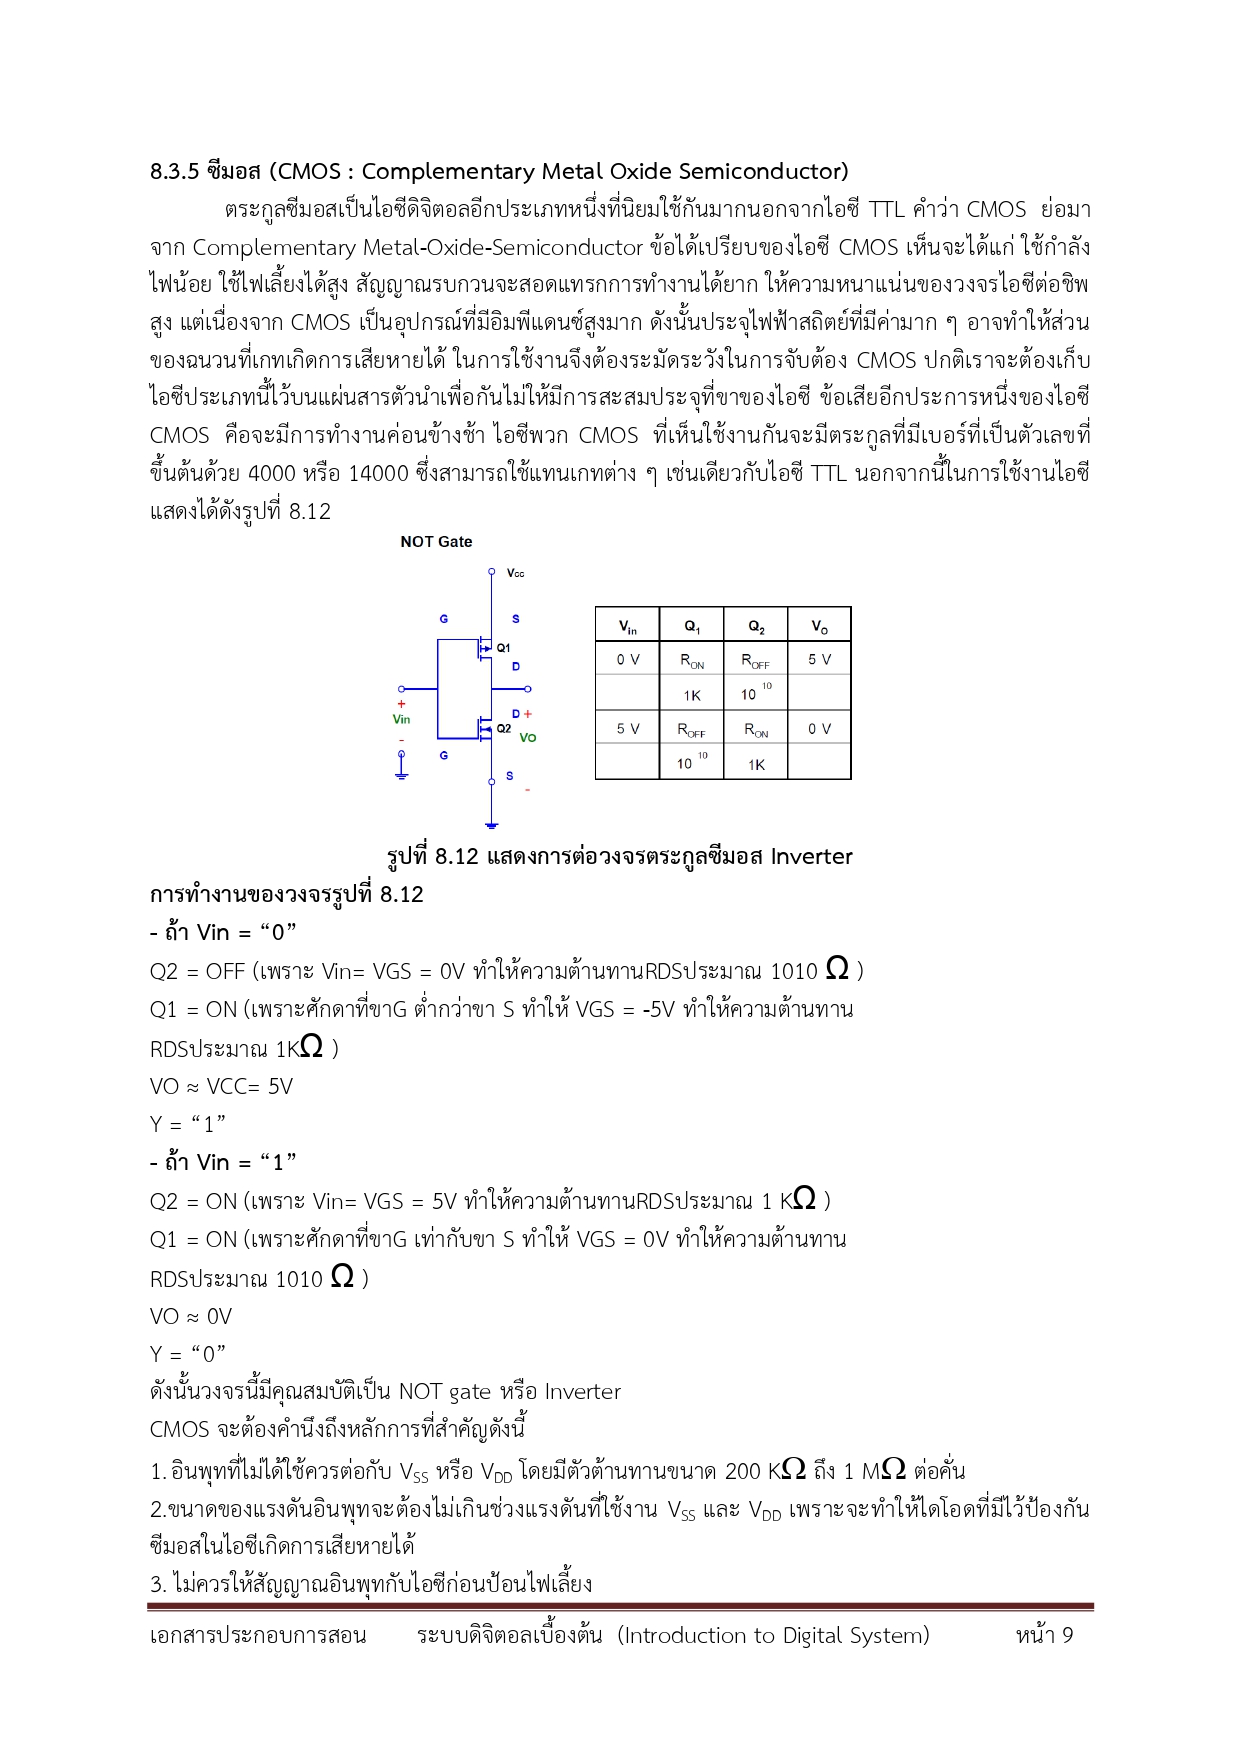 8.3.5 ซีมอส (CMOS : Complementary Metal Oxide Semiconductor)
ตระกูลซีมอสเป็นไอซีดิจิตอลอีกประเภทหนึ่งที่นิยมใช้กันมากนอกจากไอซี TTL คำว่า CMOS ย่อมา
จาก Complementary Metal-Oxide-Semiconductor ข้อได้เปรียบของไอซี CMOS เห็นจะได้แก่ ใช้กำลัง
ไฟน้อย ใช้ไฟเลี้ยงได้สูง สัญญาณรบกวนจะสอดแทรกการทำงานได้ยาก ให้ความหนาแน่นของวงจรไอซีต่อชิพ
สูง แต่เนื่องจาก CMOS เป็นอุปกรณ์ที่มีอิมพีแดนซ์สูงมาก ดังนั้นประจุไฟฟ้าสถิตย์ที่มีค่ามาก ๆ อาจทำให้ส่วน
ของฉนวนที่เกทเกิดการเสียหายได้ ในการใช้งานจึงต้องระมัดระวังในการจับต้อง CMOS ปกติเราจะต้องเก็บ
ไอซีประเภทนี้ไว้บนแผ่นสารตัวนำเพื่อกันไม่ให้มีการสะสมประจุที่ขาของไอซี ข้อเสียอีกประการหนึ่งของไอซี
CMOS คือจะมีการทำงานค่อนข้างช้า ไอซีพวก CMOS ที่เห็นใช้งานกันจะมีตระกูลที่มีเบอร์ที่เป็นตัวเลขที่
ขึ้นต้นด้วย 4000 หรือ 14000 ซึ่งสามารถใช้แทนเกทต่าง ๆ เช่นเดียวกับไอซี TTL นอกจากนี้ในการใช้งานไอซี
แสดงได้ดังรูปที่ 8.12
NOT Gate
Vcc
G S
Q1
D
+
Vin
-
D +
Q2
VO
G
S
-
Vin Q1 Q2 VO
0 V RON ROFF 5 V
1K 10 10
5 V ROFF RON 0 V
10 10 1K
รูปที่ 8.12 แสดงการต่อวงจรตระกูลซีมอส Inverter
การทำงานของวงจรรูปที่ 8.12
- ถ้า Vin = “0”
Q2 = OFF (เพราะ Vin= VGS = 0V ทำให้ความต้านทานRDSประมาณ 1010 Ω )
Q1 = ON (เพราะศักดาที่ขาG ต่ำกว่าขา S ทำให้ VGS = -5V ทำให้ความต้านทาน
RDSประมาณ 1KΩ )
VO ≈ VCC= 5V
Y = “1”
- ถ้า Vin = “1”
Q2 = ON (เพราะ Vin= VGS = 5V ทำให้ความต้านทานRDSประมาณ 1 KΩ )
Q1 = ON (เพราะศักดาที่ขาG เท่ากับขา S ทำให้ VGS = 0V ทำให้ความต้านทาน
RDSประมาณ 1010 Ω )
VO ≈ 0V
Y = “0”
ดังนั้นวงจรนี้มีคุณสมบัติเป็น NOT gate หรือ Inverter
CMOS จะต้องคำนึงถึงหลักการที่สำคัญดังนี้
1. อินพุทที่ไม่ได้ใช้ควรต่อกับ VSS หรือ VDD โดยมีตัวต้านทานขนาด 200 KΩ ถึง 1 MΩ ต่อคั่น
2.ขนาดของแรงดันอินพุทจะต้องไม่เกินช่วงแรงดันที่ใช้งาน VSS และ VDD เพราะจะทำให้ไดโอดที่มีไว้ป้องกัน
ซีมอสในไอซีเกิดการเสียหายได้
3. ไม่ควรให้สัญญาณอินพุทกับไอซีก่อนป้อนไฟเลี้ยง
เอกสารประกอบการสอน ระบบดิจิตอลเบื้องต้น (Introduction to Digital System) หน้า 9